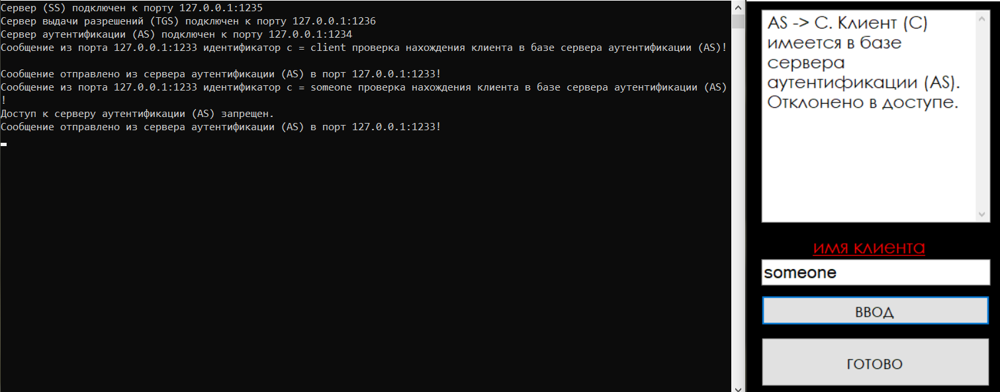 Сервер (SS) подключен к порту 127.0.0.1:1235
Сервер выдачи разрешений (TGS) подключен к порту 127.0.0.1:1236
Сервер аутентификации (AS) подключен к порту 127.0.0.1:1234
Сообщение из порта 127.0.0.1:1233 идентификатор c = client проверка нахождения клиента в базе сервера аутентификации (AS)!
Сообщение отправлено из сервера аутентификации (AS) в порт 127.0.0.1:1233!
Сообщение из порта 127.0.0.1:1233 идентификатор c = someone проверка нахождения клиента в базе сервера аутентификации (AS)
!
Доступ к серверу аутентификации (AS) запрещен.
Сообщение отправлено из сервера аутентификации (AS) в порт 127.0.0.1:1233!
AS -> C. Клиент (C)
имеется в базе
сервера
аутентификации (AS).
Отклонено в доступе.
имя клиента
someone
ВВОД
ГОТОВО